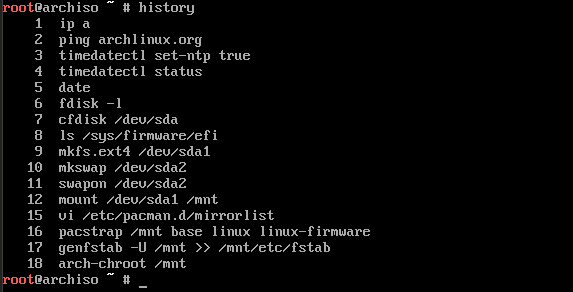 root@archiso ~ # history
1 ip a
2 ping archlinux.org
3 timedatectl set-ntp true
4 timedatectl status
5 date
6 fdisk -l
7 cfdisk /dev/sda
8 ls /sys/firmware/efi
9 mkfs.ext4 /dev/sda1
10 mkswap /dev/sda2
11 swapon /dev/sda2
12 mount /dev/sda1 /mnt
15 vi /etc/pacman.d/mirrorlist
16 pacstrap /mnt base linux linux-firmware
17 genfstab -U /mnt >> /mnt/etc/fstab
18 arch-chroot /mnt
root@archiso ~ # _